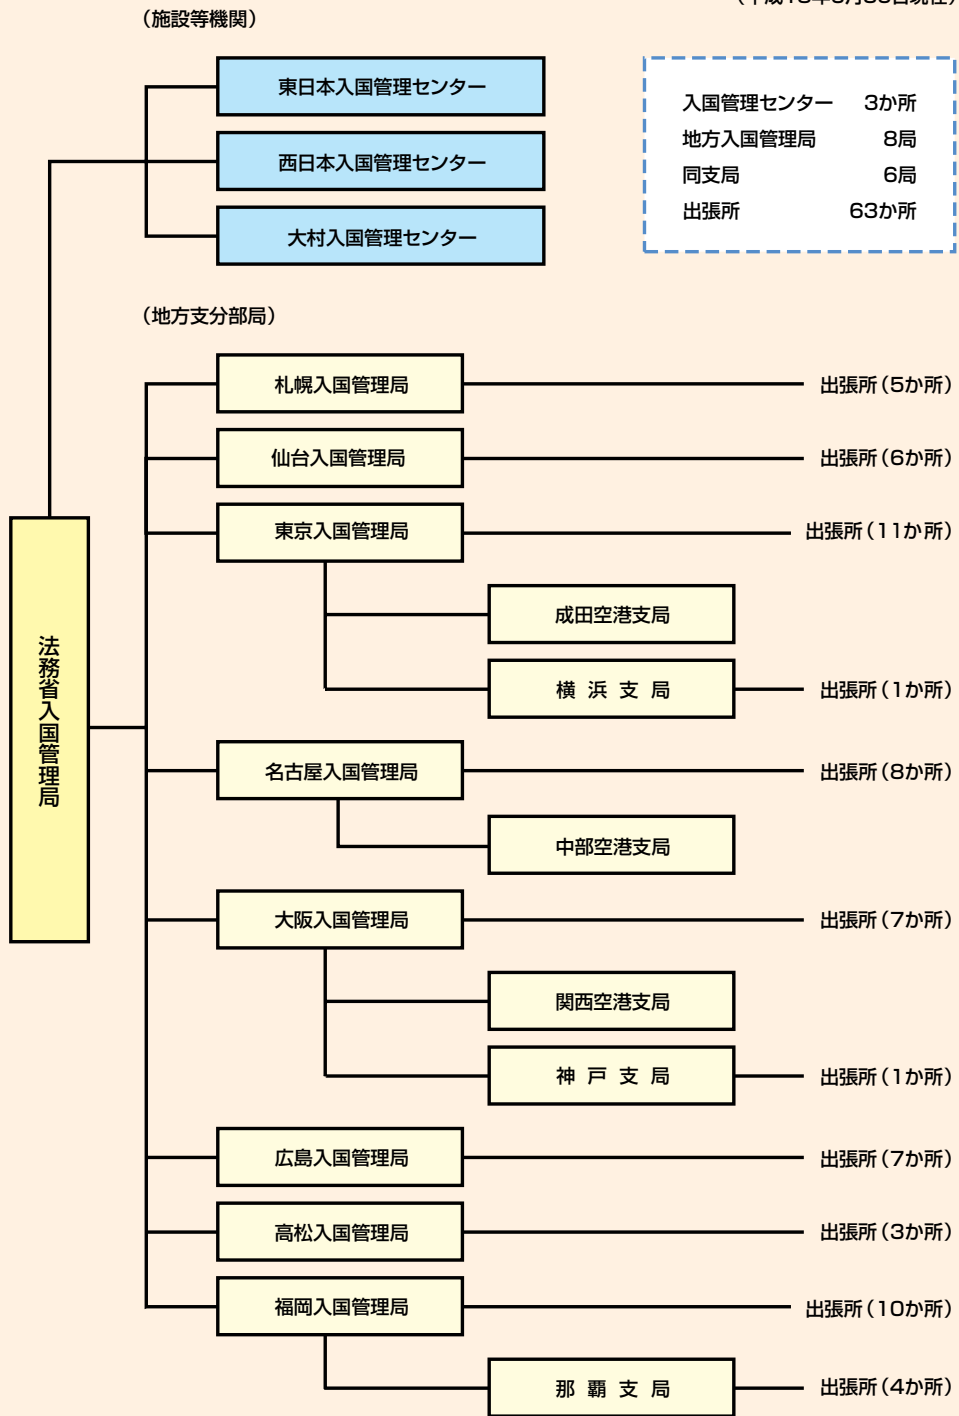 （施設等機関）
東日本入国管理センター
西日本入国管理センター
大村入国管理センター
入国管理センター 3か所
地方入国管理局 8局
同支局 6局
出張所 63か所
（地方支分部局）
法務省入国管理局
札幌入国管理局 出張所（5か所）
仙台入国管理局 出張所（6か所）
東京入国管理局 出張所（11か所）
成田空港支局
横浜支局 出張所（1か所）
名古屋入国管理局 出張所（8か所）
中部空港支局
大阪入国管理局 出張所（7か所）
関西空港支局
神戸支局 出張所（1か所）
広島入国管理局 出張所（7か所）
高松入国管理局 出張所（3か所）
福岡入国管理局 出張所（10か所）
那覇支局 出張所（4か所）